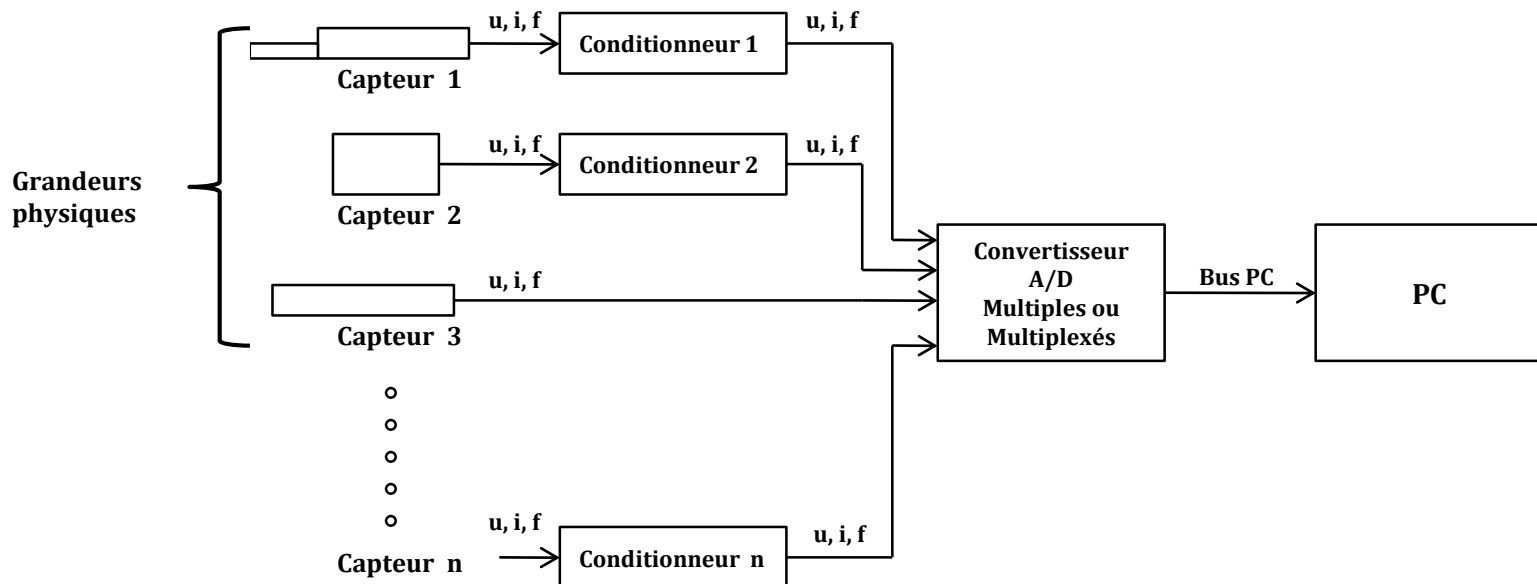 u, i, f
Conditionneur 1
u, i, f
Capteur 1
u, i, f
Conditionneur 2
u, i, f
Grandeurs
physiques
Capteur 2
u, i, f
Capteur 3
Convertisseur
A/D
Multiples ou
Multiplexés
Bus PC
PC
u, i, f
Conditionneur n
u, i, f
Capteur n